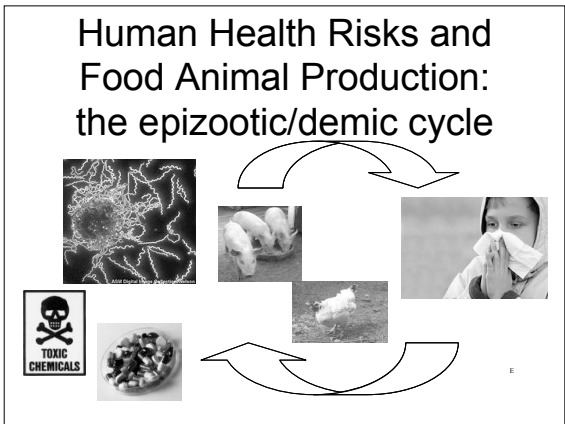 Human Health Risks and
Food Animal Production:
the epizootic/demic cycle
TOXIC
CHEMICALS
E